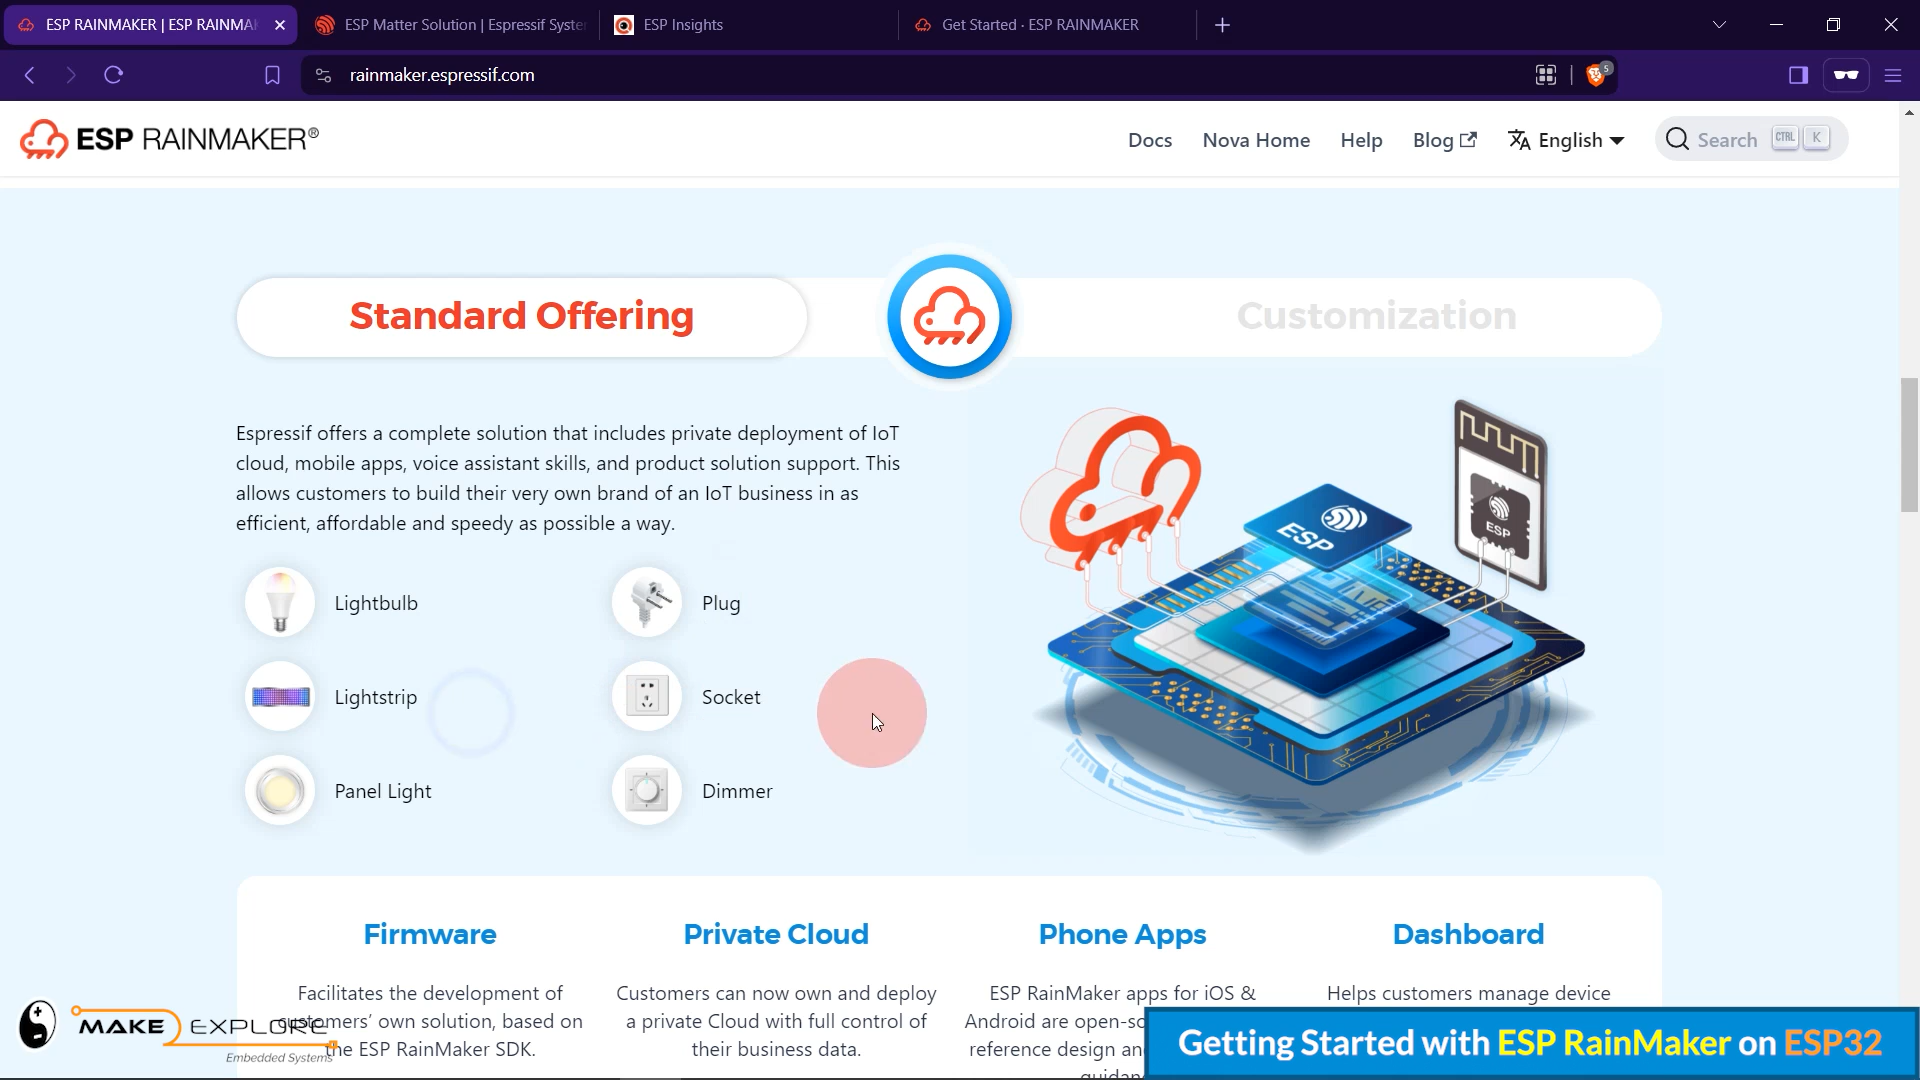 ESP RAINMAKER | ESP RAINMA
ESP Matter Solution | Espressif Syste
ESP Insights
Get Started · ESP RAINMAKER
rainmaker.espressif.com
5
ESP RAINMAKER®
Docs
Nova Home
Help
Blog
English
Search
CTRL
K
Standard Offering
Customization
Espressif offers a complete solution that includes private deployment of IoT
cloud, mobile apps, voice assistant skills, and product solution support. This
allows customers to build their very own brand of an IoT business in as
efficient, affordable and speedy as possible a way.
ESP
ESP
Lightbulb
Plug
Lightstrip
Socket
Panel Light
Dimmer
Firmware
Private Cloud
Phone Apps
Dashboard
Facilitates the development of
customers’ own solution, based on
the ESP RainMaker SDK.
Customers can now own and deploy
a private Cloud with full control of
their business data.
ESP RainMaker apps for iOS &
Android are open-so
reference design an
guidan
Helps customers manage device
MAKE EXPLORE
Embedded Systems
Getting Started with ESP RainMaker on ESP32